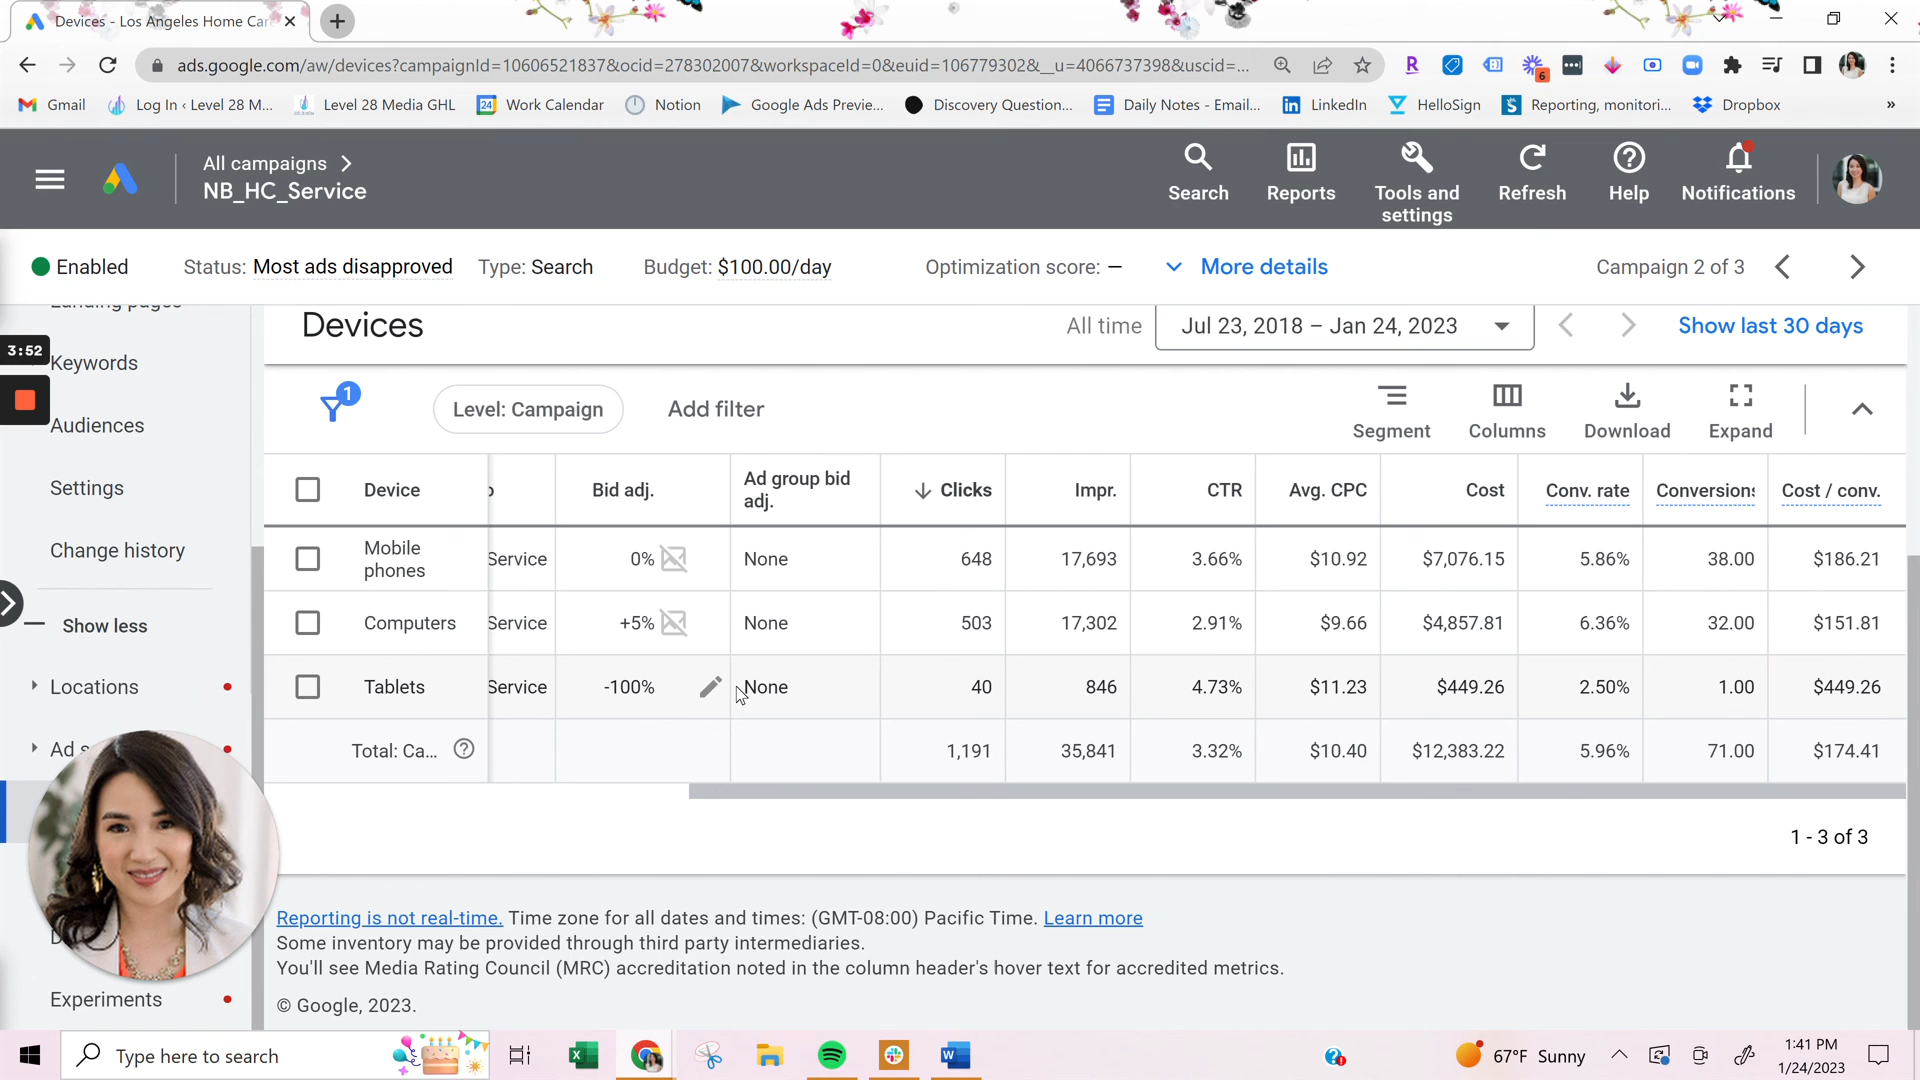 Devices - Los Angeles Home Car
ads.google.com/aw/devices?campaignId=10606521837&ocid=278302007&workspaceId=0&euid=106779302&__u=4066737398&uscid=...
6
Gmail
Log In ‹ Level 28 M...
Level 28 Media GHL
24
Work Calendar
Notion
Google Ads Previe...
Discovery Question...
Daily Notes - Email...
LinkedIn
HelloSign
Reporting, monitori...
Dropbox
»
All campaigns
NB_HC_Service
Search
Reports
Tools and
settings
Refresh
Help
Notifications
Enabled
Status: Most ads disapproved
Type: Search
Budget: $100.00/day
Optimization score: –
More details
Campaign 2 of 3
Landing pages
Devices
All time
Jul 23, 2018 – Jan 24, 2023
Show last 30 days
3:52
Keywords
Audiences
Settings
Change history
Show less
Locations
Ad s
Experiments
1
Level: Campaign
Add filter
Segment
Columns
Download
Expand
Device
Bid adj.
Ad group bid
adj.
Clicks
Impr.
CTR
Avg. CPC
Cost
Conv. rate
Conversions
Cost / conv.
Mobile
phones
Service
0%
None
648
17,693
3.66%
$10.92
$7,076.15
5.86%
38.00
$186.21
Computers
Service
+5%
None
503
17,302
2.91%
$9.66
$4,857.81
6.36%
32.00
$151.81
Tablets
Service
-100%
None
40
846
4.73%
$11.23
$449.26
2.50%
1.00
$449.26
Total: Ca...
1,191
35,841
3.32%
$10.40
$12,383.22
5.96%
71.00
$174.41
1 - 3 of 3
Reporting is not real-time. Time zone for all dates and times: (GMT-08:00) Pacific Time. Learn more
Some inventory may be provided through third party intermediaries.
You'll see Media Rating Council (MRC) accreditation noted in the column header's hover text for accredited metrics.
© Google, 2023.
Type here to search
67°F Sunny
1:41 PM
1/24/2023